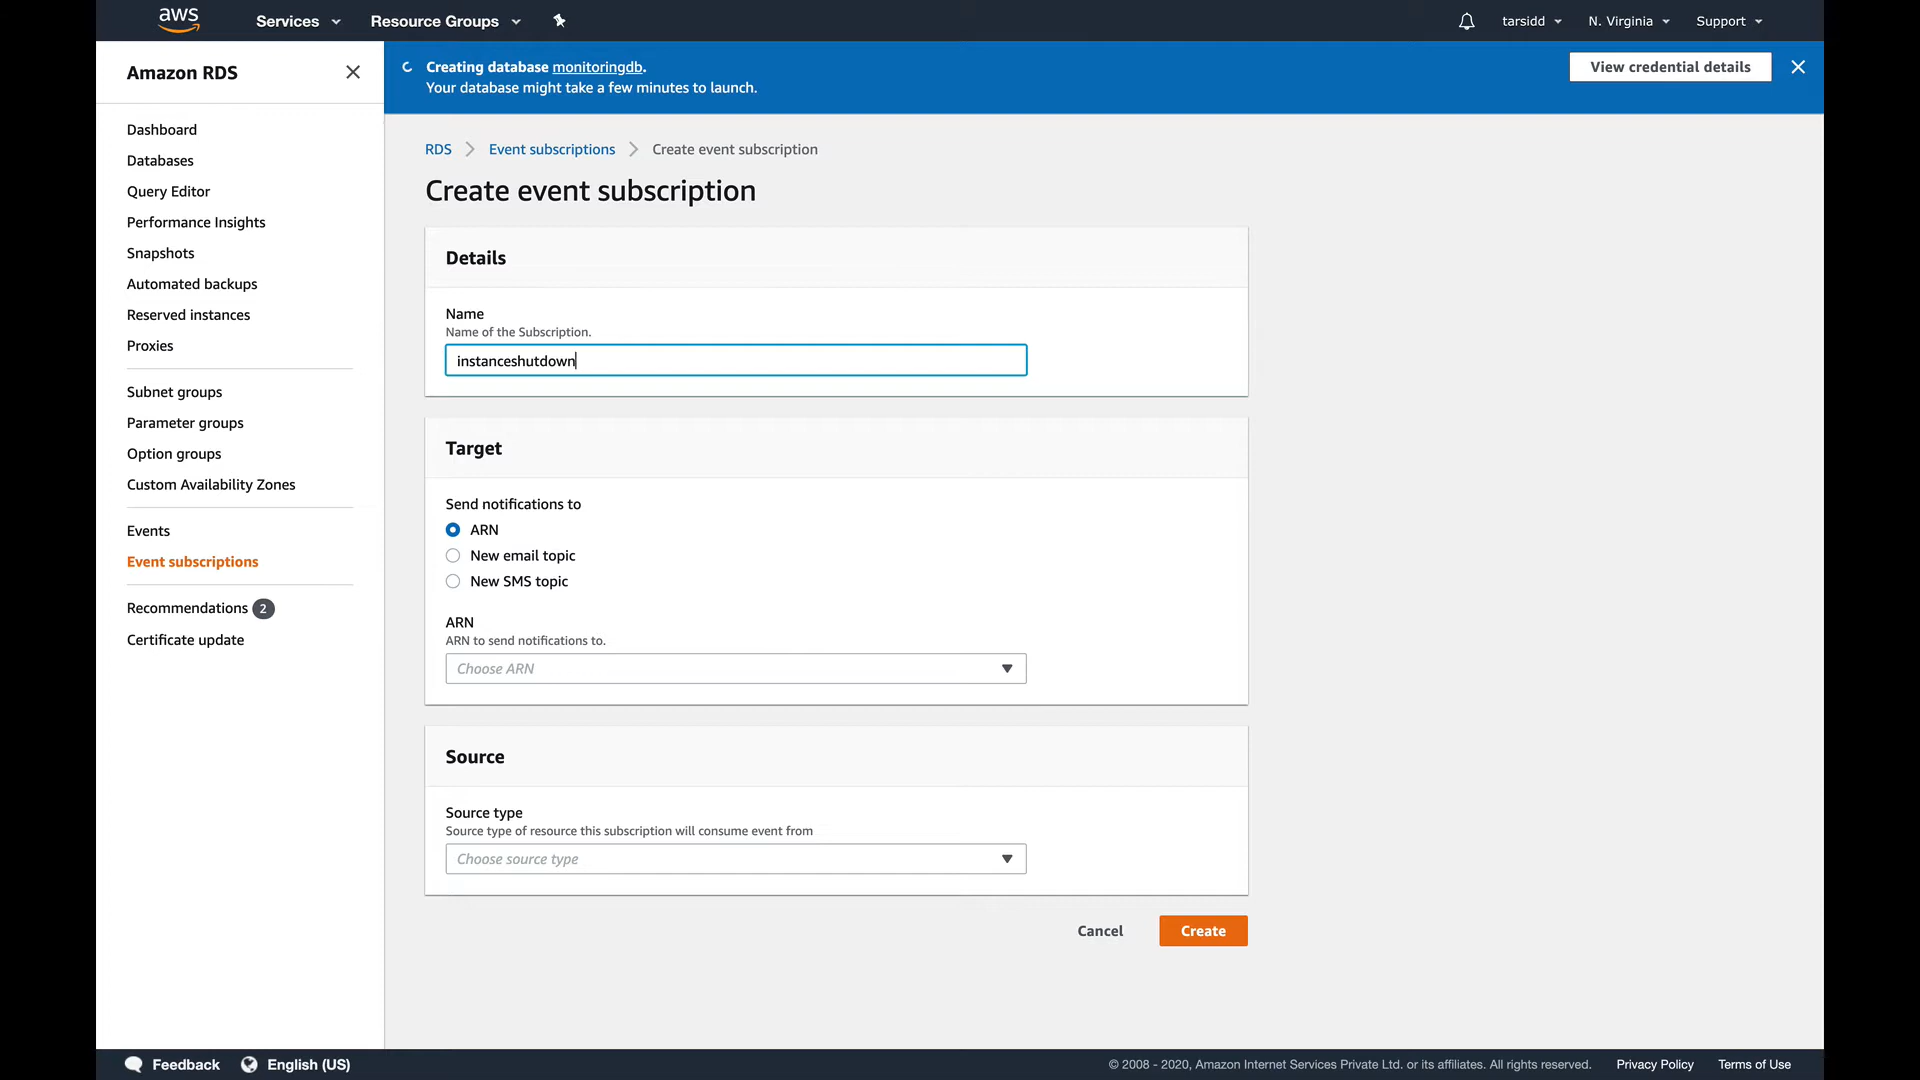 aws
Services
Resource Groups
tarsidd
N. Virginia
Support
Amazon RDS
Dashboard
Databases
Query Editor
Performance Insights
Snapshots
Automated backups
Reserved instances
Proxies
Subnet groups
Parameter groups
Option groups
Custom Availability Zones
Events
Event subscriptions
Recommendations 2
Certificate update
Creating database monitoringdb.
Your database might take a few minutes to launch.
View credential details
RDS
Event subscriptions
Create event subscription
Create event subscription
Details
Name
Name of the Subscription.
instanceshutdown
Target
Send notifications to
ARN
New email topic
New SMS topic
ARN
ARN to send notifications to.
Choose ARN
Source
Source type
Source type of resource this subscription will consume event from
Choose source type
Cancel
Create
Feedback
English (US)
© 2008 - 2020, Amazon Internet Services Private Ltd. or its affiliates. All rights reserved.
Privacy Policy
Terms of Use